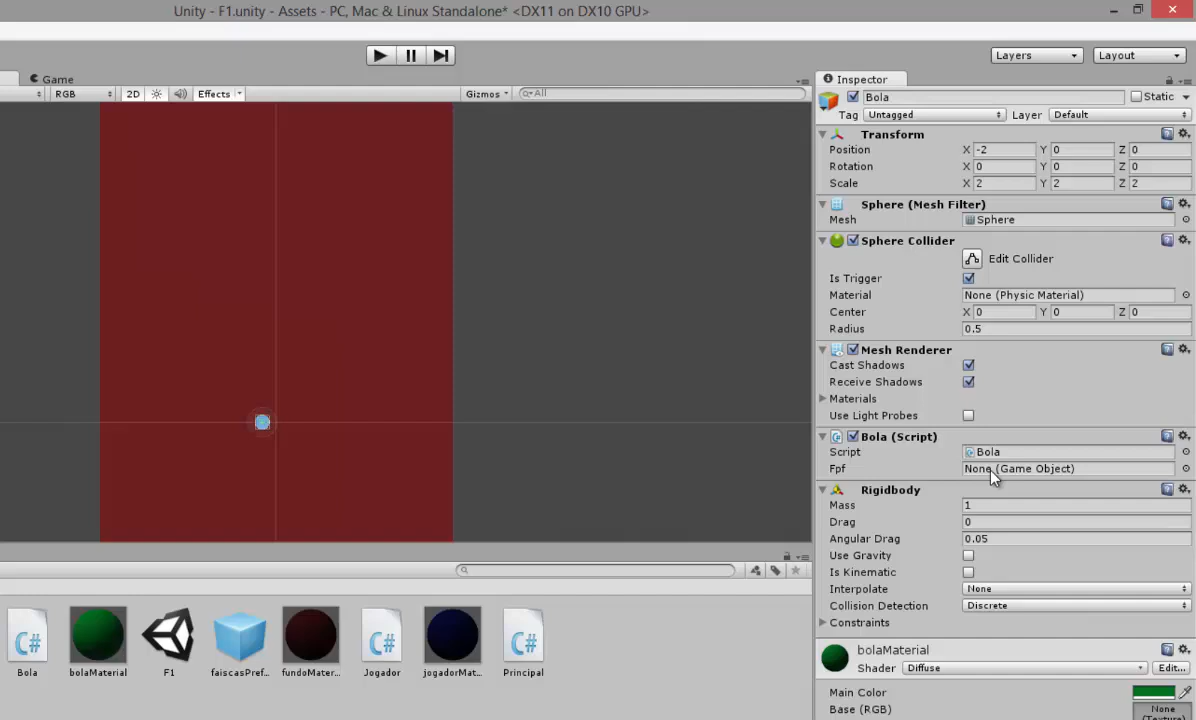 Unity - F1.unity - Assets - PC, Mac & Linux Standalone* <DX11 on DX10 GPU>
Layers
Layout
Game
RGB
2D
Effects
Gizmos
All
Inspector
Bola
Static
Tag
Untagged
Layer
Default
Transform
Position X -2 Y 0 Z 0
Rotation X 0 Y 0 Z 0
Scale X 2 Y 2 Z 2
Sphere (Mesh Filter)
Mesh Sphere
Sphere Collider
Edit Collider
Is Trigger
Material None (Physic Material)
Center X 0 Y 0 Z 0
Radius 0.5
Mesh Renderer
Cast Shadows
Receive Shadows
Materials
Use Light Probes
Bola (Script)
Script Bola
Fpf None (Game Object)
Rigidbody
Mass 1
Drag 0
Angular Drag 0.05
Use Gravity
Is Kinematic
Interpolate None
Collision Detection Discrete
Constraints
bolaMaterial
Shader Diffuse Edit...
Main Color
Base (RGB)
None
(Texture)
C#
C#
C#
Bola
bolaMaterial
F1
faiscasPref...
fundoMater...
Jogador
jogadorMat...
Principal